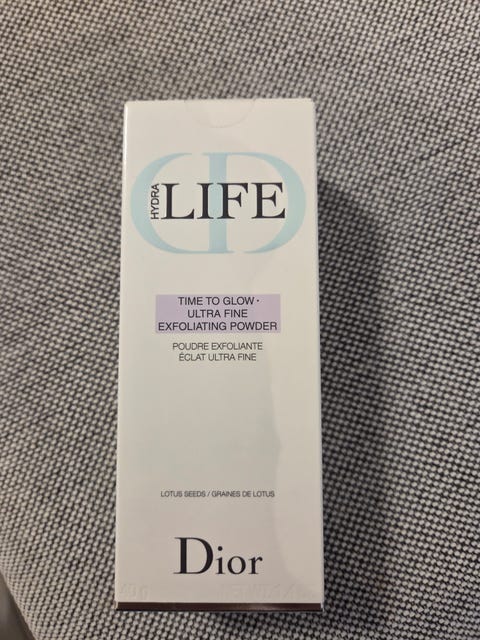 HYDRA
LIFE
TIME TO GLOW •
ULTRA FINE
EXFOLIATING POWDER
POUDRE EXFOLIANTE
ÉCLAT ULTRA FINE
LOTUS SEEDS / GRAINES DE LOTUS
Dior
40 g